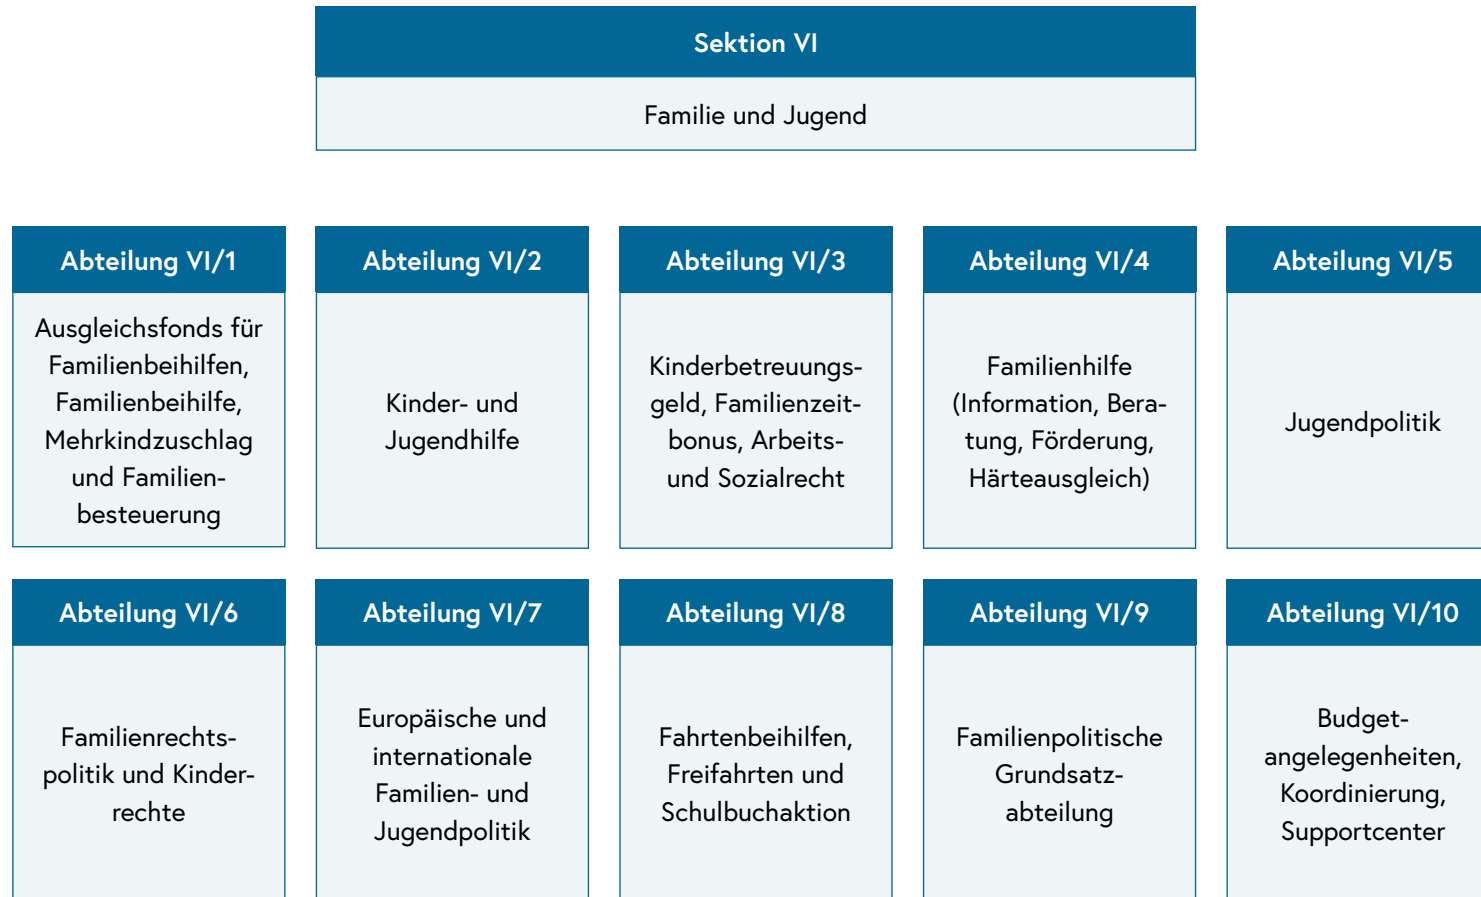 Sektion VI
Familie und Jugend
Abteilung VI/1
Ausgleichsfonds für
Familienbeihilfen,
Familienbeihilfe,
Mehrkindzuschlag
und Familien-
besteuerung
Abteilung VI/2
Kinder- und
Jugendhilfe
Abteilung VI/3
Kinderbetreuungs-
geld, Familienzeit-
bonus, Arbeits-
und Sozialrecht
Abteilung VI/4
Familienhilfe
(Information, Bera-
tung, Förderung,
Härteausgleich)
Abteilung VI/5
Jugendpolitik
Abteilung VI/6
Familienrechts-
politik und Kinder-
rechte
Abteilung VI/7
Europäische und
internationale
Familien- und
Jugendpolitik
Abteilung VI/8
Fahrtenbeihilfen,
Freifahrten und
Schulbuchaktion
Abteilung VI/9
Familienpolitische
Grundsatz-
abteilung
Abteilung VI/10
Budget-
angelegenheiten,
Koordinierung,
Supportcenter